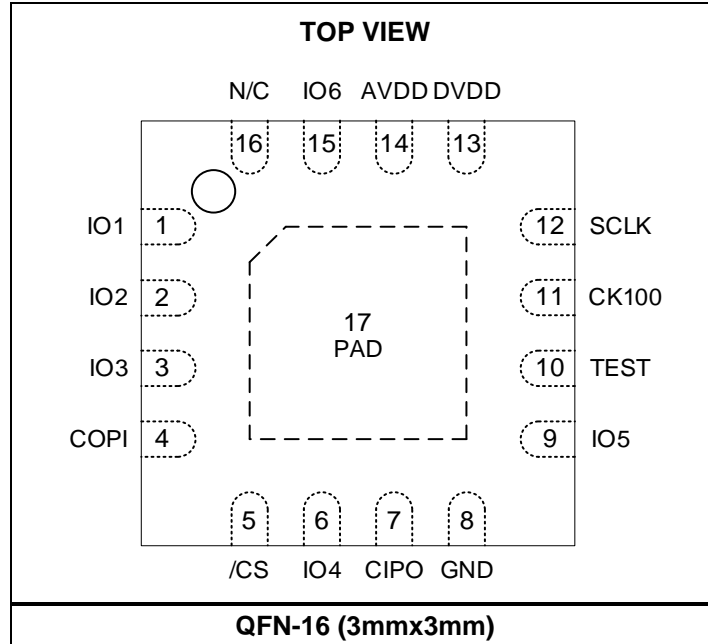 TOP VIEW
N/C IO6 AVDD DVDD
16 15 14 13
IO1 1 12 SCLK
IO2 2 11 CK100
17
IO3 3 PAD 10 TEST
COPI 4 9 IO5
5 6 7 8
/CS IO4 CIPO GND
QFN-16 (3mmx3mm)